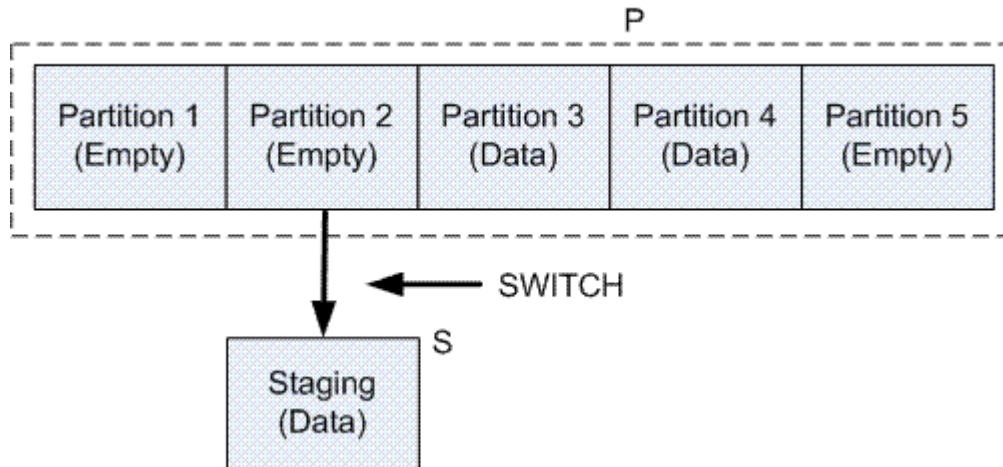 P
Partition 1
(Empty)
Partition 2
(Empty)
Partition 3
(Data)
Partition 4
(Data)
Partition 5
(Empty)
SWITCH
S
Staging
(Data)